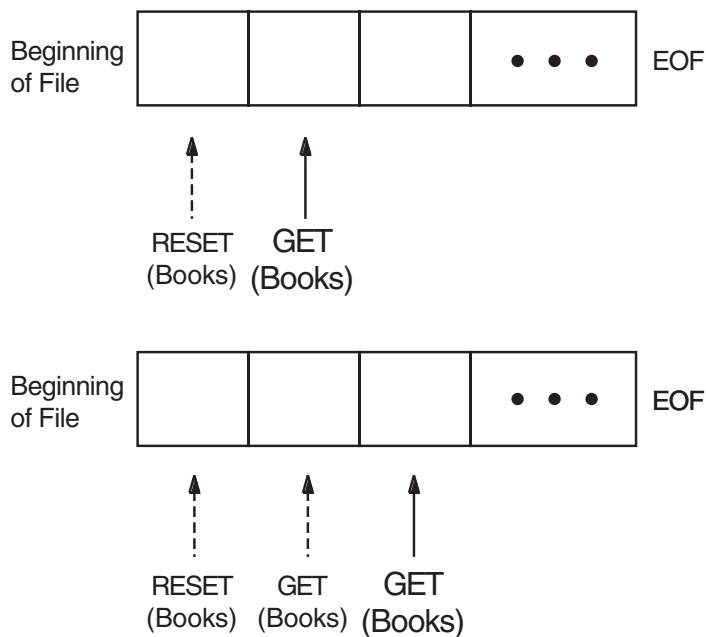 Beginning
of File
EOF
RESET
(Books)
GET
(Books)
Beginning
of File
EOF
RESET
(Books)
GET
(Books)
GET
(Books)